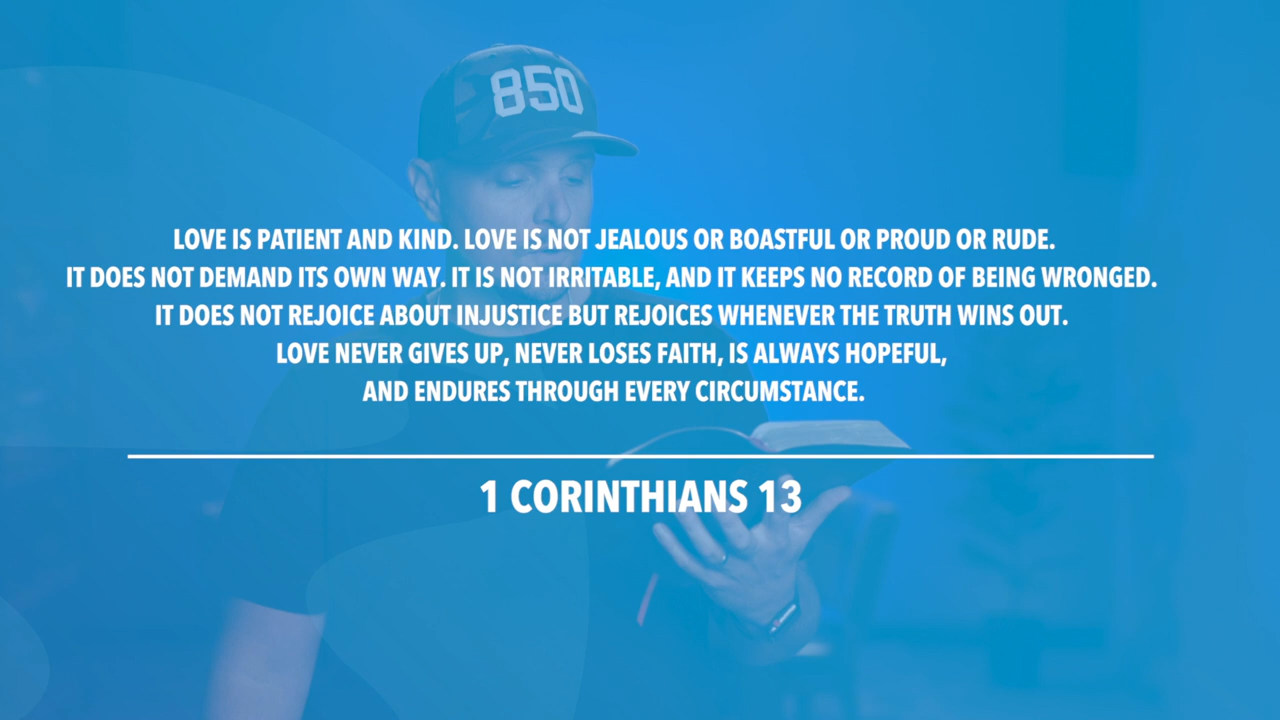 850
LOVE IS PATIENT AND KIND. LOVE IS NOT JEALOUS OR BOASTFUL OR PROUD OR RUDE.
IT DOES NOT DEMAND ITS OWN WAY. IT IS NOT IRRITABLE, AND IT KEEPS NO RECORD OF BEING WRONGED.
IT DOES NOT REJOICE ABOUT INJUSTICE BUT REJOICES WHENEVER THE TRUTH WINS OUT.
LOVE NEVER GIVES UP, NEVER LOSES FAITH, IS ALWAYS HOPEFUL,
AND ENDURES THROUGH EVERY CIRCUMSTANCE.
1 CORINTHIANS 13